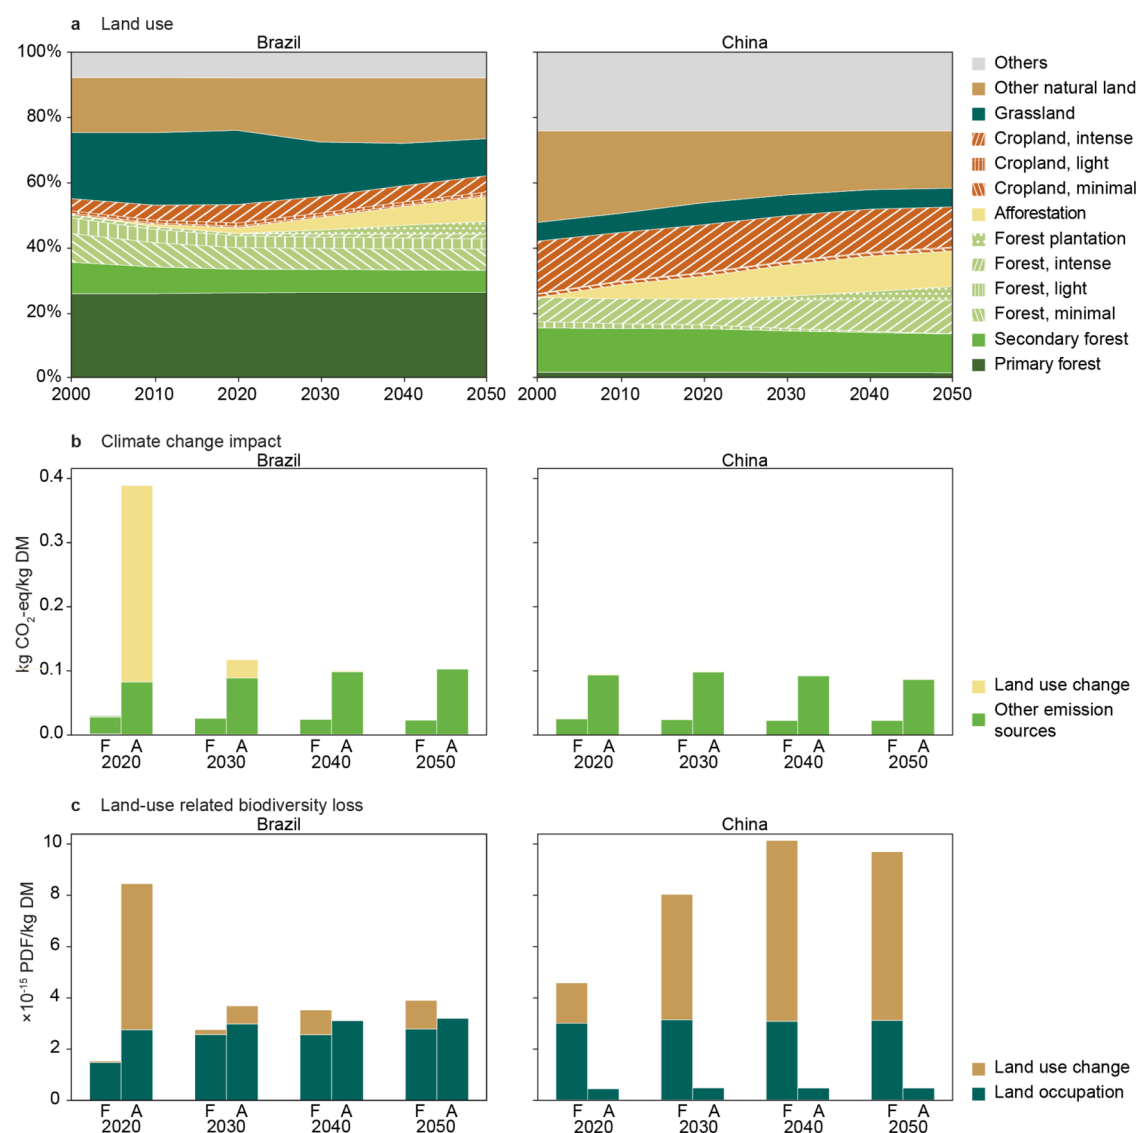 a Land use
Brazil
China
100%
80%
60%
40%
20%
0%
2000 2010 2020 2030 2040 2050
2000 2010 2020 2030 2040 2050
Others
Other natural land
Grassland
Cropland, intense
Cropland, light
Cropland, minimal
Afforestation
Forest plantation
Forest, intense
Forest, light
Forest, minimal
Secondary forest
Primary forest
b Climate change impact
Brazil
China
kg CO2-eq/kg DM
0.4
0.3
0.2
0.1
0.0
F A F A F A F A
2020 2030 2040 2050
F A F A F A F A
2020 2030 2040 2050
Land use change
Other emission
sources
c Land-use related biodiversity loss
Brazil
China
×10-15 PDF/kg DM
10
8
6
4
2
0
F A F A F A F A
2020 2030 2040 2050
F A F A F A F A
2020 2030 2040 2050
Land use change
Land occupation